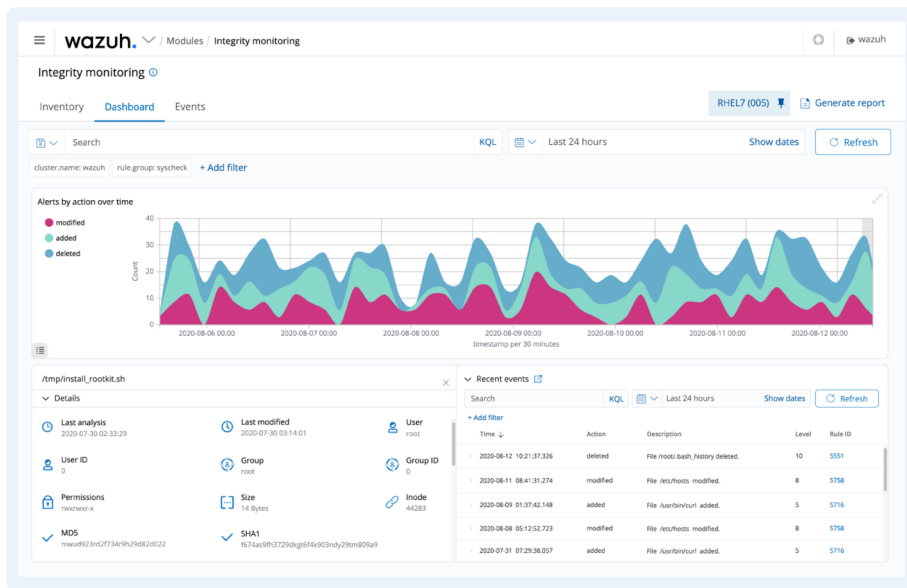 wazuh. / Modules / Integrity monitoring
wazuh
Integrity monitoring
Inventory Dashboard Events
RHEL7 (005) Generate report
Search KQL Last 24 hours Show dates Refresh
cluster.name: wazuh rule.group: syscheck + Add filter
Alerts by action over time
modified
added
deleted
Count
40
30
20
10
0
2020-08-06 00:00 2020-08-07 00:00 2020-08-08 00:00 2020-08-09 00:00 2020-08-10 00:00 2020-08-11 00:00 2020-08-12 00:00
timestamp per 30 minutes
/tmp/install_rootkit.sh
Details
Last analysis Last modified User
2020-07-30 02:33:29 2020-07-30 03:14:01 root
User ID Group Group ID
0 root 0
Permissions Size Inode
rwxrwxr-x 14 Bytes 44283
MD5 SHA1
niwud923rd2f734r9h29d82d022 f674as9fh3729dkgt6f4k903ndy29tm809a9
Recent events
Search KQL Last 24 hours Show dates Refresh
+ Add filter
Time Action Description Level Rule ID
2020-08-12 10:21:37.326 deleted File /root/.bash_history deleted. 10 5551
2020-08-11 08:41:31.274 modified File /etc/hosts modified. 8 5758
2020-08-09 01:37:42.148 added File /usr/bin/curl added. 5 5716
2020-08-08 05:12:52.723 modified File /etc/hosts modified. 8 5758
2020-07-31 07:29:38.057 added File /usr/bin/curl added. 5 5716